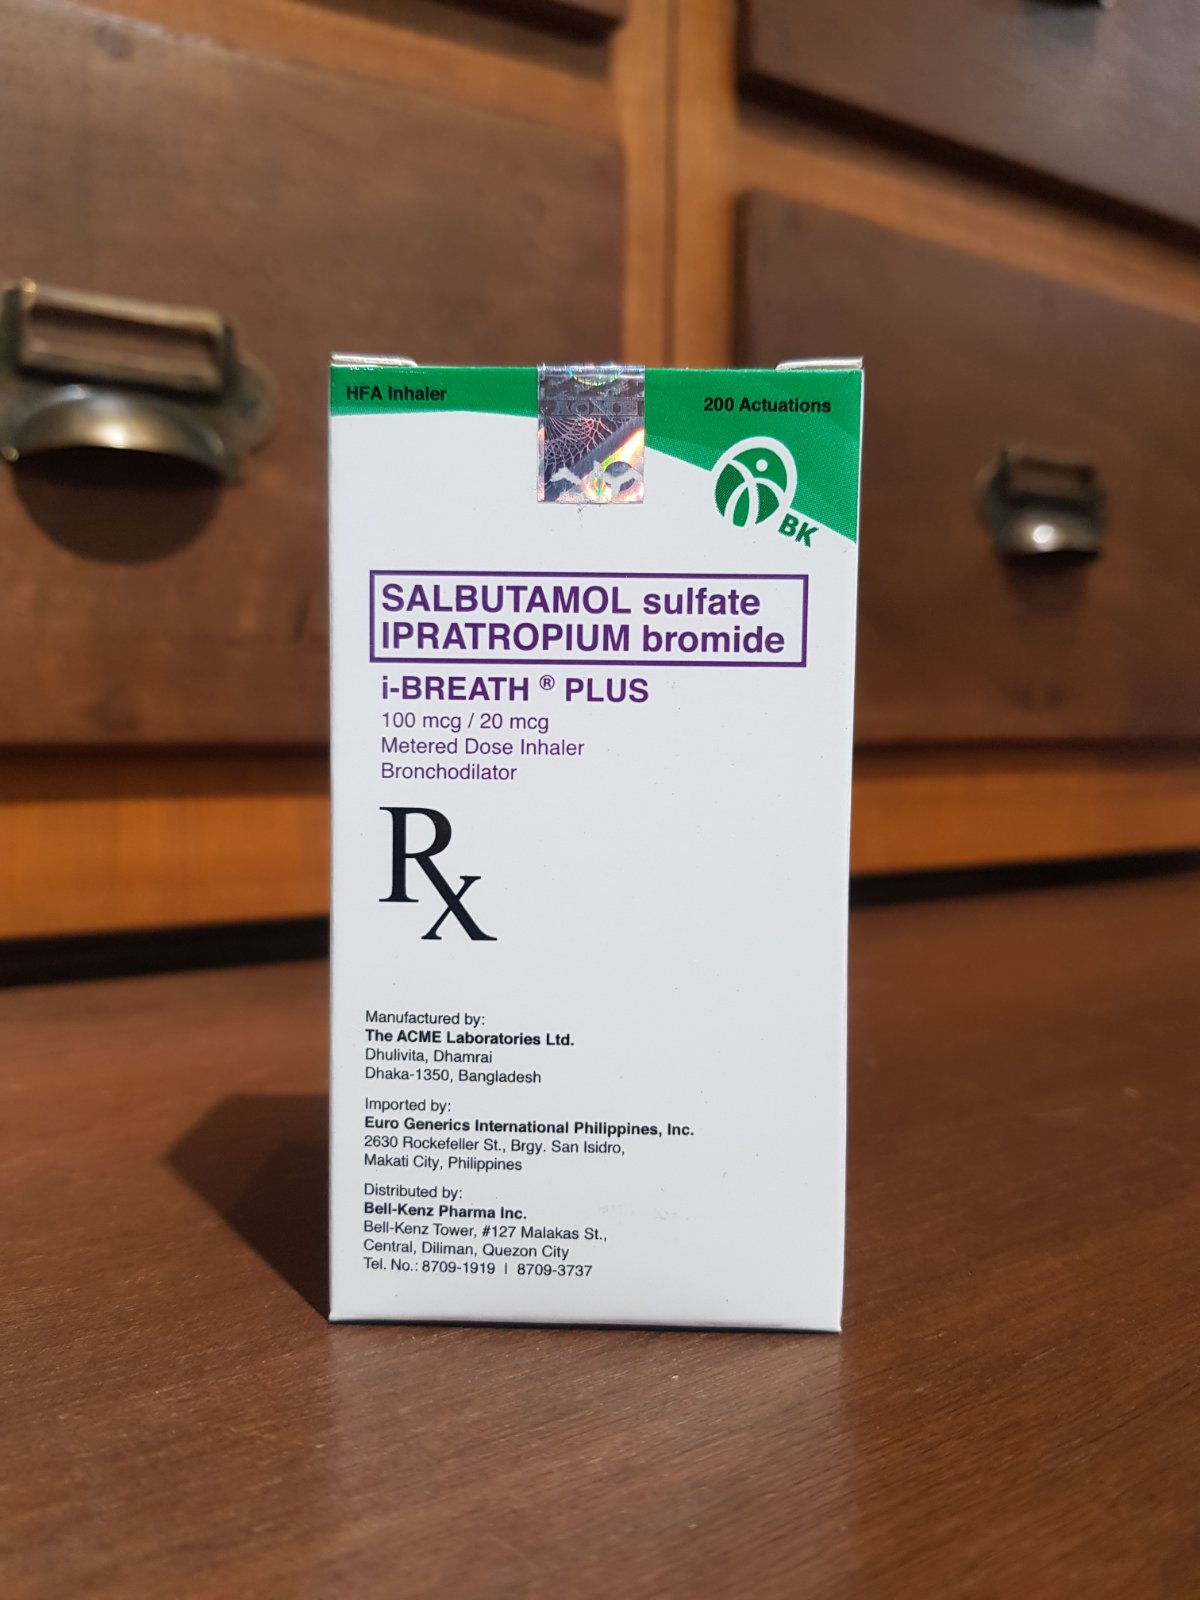 HFA Inhaler
200 Actuations
BK
SALBUTAMOL sulfate
IPRATROPIUM bromide
i-BREATH ® PLUS
100 mcg / 20 mcg
Metered Dose Inhaler
Bronchodilator
Rx
Manufactured by:
The ACME Laboratories Ltd.
Dhulivita, Dhamrai
Dhaka-1350, Bangladesh
Imported by:
Euro Generics International Philippines, Inc.
2630 Rockefeller St., Brgy. San Isidro,
Makati City, Philippines
Distributed by:
Bell-Kenz Pharma Inc.
Bell-Kenz Tower, #127 Malakas St.,
Central, Diliman, Quezon City
Tel. No.: 8709-1919 | 8709-3737